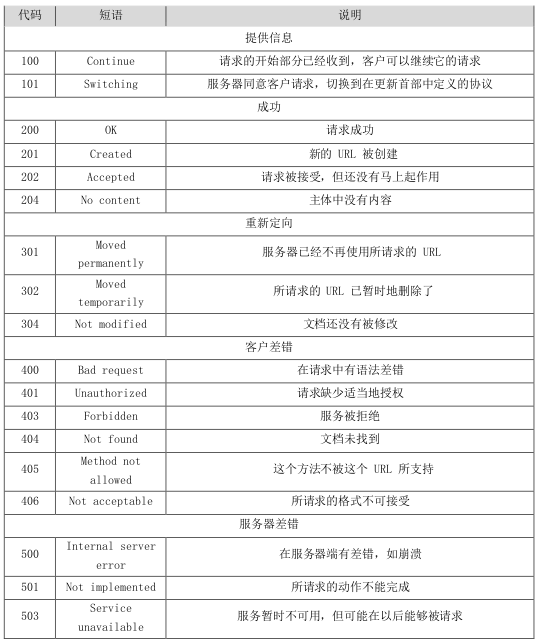 代码 短语 说明
提供信息
100 Continue 请求的开始部分已经收到，客户可以继续它的请求
101 Switching 服务器同意客户请求，切换到在更新首部中定义的协议
成功
200 OK 请求成功
201 Created 新的 URL 被创建
202 Accepted 请求被接受，但还没有马上起作用
204 No content 主体中没有内容
重新定向
301 Moved permanently 服务器已经不再使用所请求的 URL
302 Moved temporarily 所请求的 URL 已暂时地删除了
304 Not modified 文档还没有被修改
客户差错
400 Bad request 在请求中有语法差错
401 Unauthorized 请求缺少适当地授权
403 Forbidden 服务被拒绝
404 Not found 文档未找到
405 Method not allowed 这个方法不被这个 URL 所支持
406 Not acceptable 所请求的格式不可接受
服务器差错
500 Internal server error 在服务器端有差错，如崩溃
501 Not implemented 所请求的动作不能完成
503 Service unavailable 服务暂时不可用，但可能在以后能够被请求